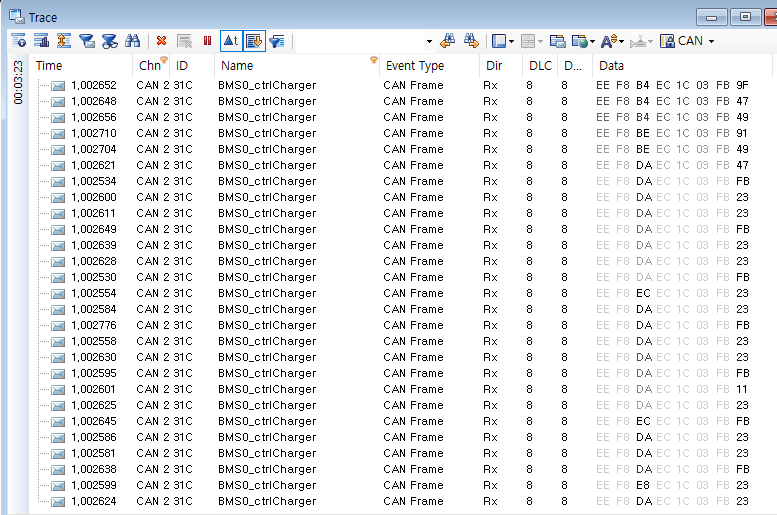 Trace
CAN
00:03:23
Time Chn ID Name Event Type Dir DLC D... Data
1,002652 CAN 2 31C BMS0_ctrlCharger CAN Frame Rx 8 8 EE F8 B4 EC 1C 03 FB 9F
1,002648 CAN 2 31C BMS0_ctrlCharger CAN Frame Rx 8 8 EE F8 B4 EC 1C 03 FB 47
1,002656 CAN 2 31C BMS0_ctrlCharger CAN Frame Rx 8 8 EE F8 B4 EC 1C 03 FB 49
1,002710 CAN 2 31C BMS0_ctrlCharger CAN Frame Rx 8 8 EE F8 BE EC 1C 03 FB 91
1,002704 CAN 2 31C BMS0_ctrlCharger CAN Frame Rx 8 8 EE F8 BE EC 1C 03 FB 49
1,002621 CAN 2 31C BMS0_ctrlCharger CAN Frame Rx 8 8 EE F8 DA EC 1C 03 FB 47
1,002534 CAN 2 31C BMS0_ctrlCharger CAN Frame Rx 8 8 EE F8 DA EC 1C 03 FB FB
1,002600 CAN 2 31C BMS0_ctrlCharger CAN Frame Rx 8 8 EE F8 DA EC 1C 03 FB 23
1,002611 CAN 2 31C BMS0_ctrlCharger CAN Frame Rx 8 8 EE F8 DA EC 1C 03 FB 23
1,002649 CAN 2 31C BMS0_ctrlCharger CAN Frame Rx 8 8 EE F8 DA EC 1C 03 FB FB
1,002639 CAN 2 31C BMS0_ctrlCharger CAN Frame Rx 8 8 EE F8 DA EC 1C 03 FB 23
1,002628 CAN 2 31C BMS0_ctrlCharger CAN Frame Rx 8 8 EE F8 DA EC 1C 03 FB 23
1,002530 CAN 2 31C BMS0_ctrlCharger CAN Frame Rx 8 8 EE F8 DA EC 1C 03 FB FB
1,002554 CAN 2 31C BMS0_ctrlCharger CAN Frame Rx 8 8 EE F8 EC EC 1C 03 FB 23
1,002584 CAN 2 31C BMS0_ctrlCharger CAN Frame Rx 8 8 EE F8 DA EC 1C 03 FB 23
1,002776 CAN 2 31C BMS0_ctrlCharger CAN Frame Rx 8 8 EE F8 DA EC 1C 03 FB FB
1,002558 CAN 2 31C BMS0_ctrlCharger CAN Frame Rx 8 8 EE F8 DA EC 1C 03 FB 23
1,002630 CAN 2 31C BMS0_ctrlCharger CAN Frame Rx 8 8 EE F8 DA EC 1C 03 FB 23
1,002595 CAN 2 31C BMS0_ctrlCharger CAN Frame Rx 8 8 EE F8 DA EC 1C 03 FB FB
1,002601 CAN 2 31C BMS0_ctrlCharger CAN Frame Rx 8 8 EE F8 DA EC 1C 03 FB 11
1,002625 CAN 2 31C BMS0_ctrlCharger CAN Frame Rx 8 8 EE F8 DA EC 1C 03 FB 23
1,002645 CAN 2 31C BMS0_ctrlCharger CAN Frame Rx 8 8 EE F8 EC EC 1C 03 FB FB
1,002586 CAN 2 31C BMS0_ctrlCharger CAN Frame Rx 8 8 EE F8 DA EC 1C 03 FB 23
1,002581 CAN 2 31C BMS0_ctrlCharger CAN Frame Rx 8 8 EE F8 DA EC 1C 03 FB 23
1,002638 CAN 2 31C BMS0_ctrlCharger CAN Frame Rx 8 8 EE F8 DA EC 1C 03 FB FB
1,002599 CAN 2 31C BMS0_ctrlCharger CAN Frame Rx 8 8 EE F8 E8 EC 1C 03 FB 23
1,002624 CAN 2 31C BMS0_ctrlCharger CAN Frame Rx 8 8 EE F8 DA EC 1C 03 FB 23